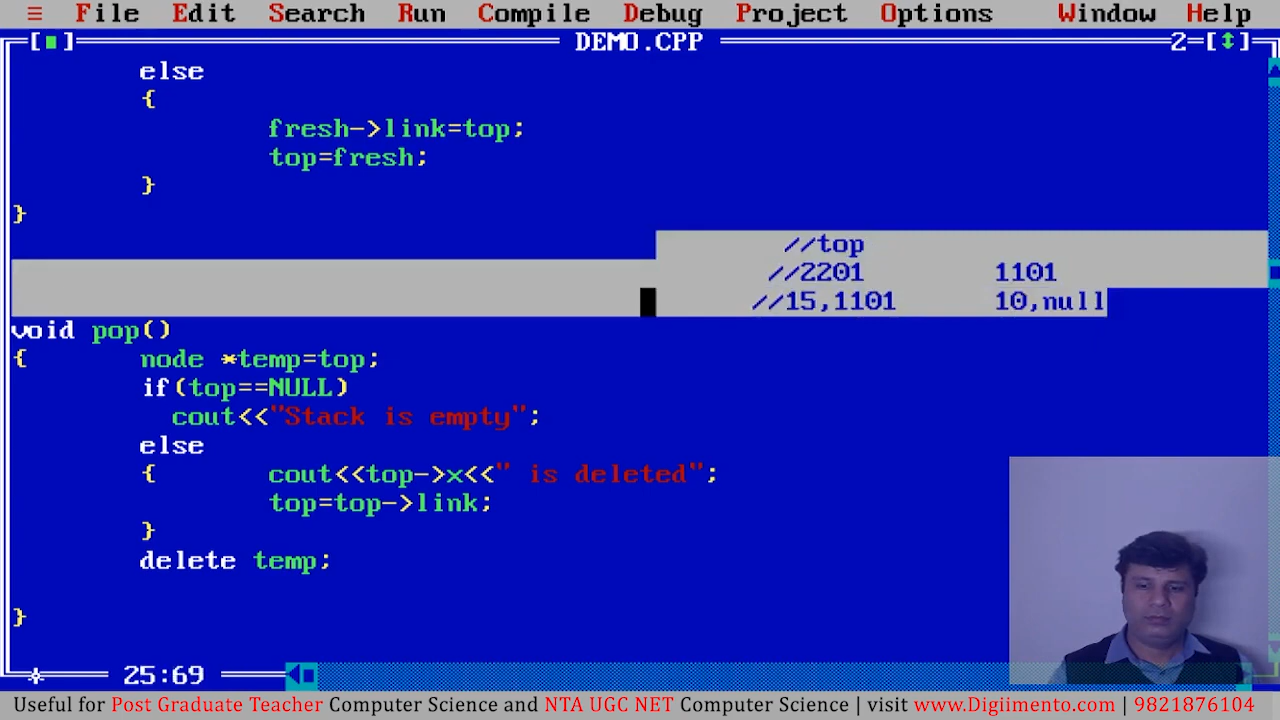 ≡ File Edit Search Run Compile Debug Project Options Window Help
[■] DEMO.CPP 2=[↕]
else
{
fresh->link=top;
top=fresh;
}
}
//top
//2201 1101
//15,1101 10,null
void pop()
{ node *temp=top;
if(top==NULL)
cout<<"Stack is empty";
else
{ cout<<top->x<<" is deleted";
top=top->link;
}
delete temp;
}
25:69
Useful for Post Graduate Teacher Computer Science and NTA UGC NET Computer Science | visit www.Digiimento.com | 9821876104